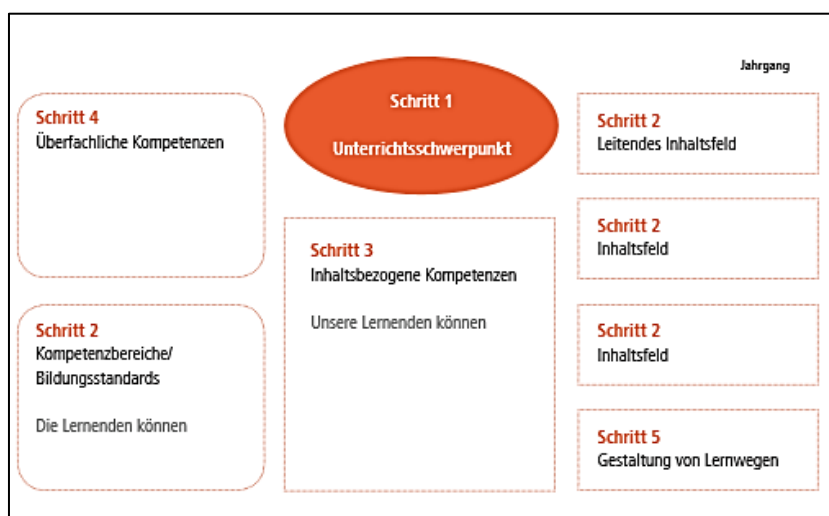 Jahrgang
Schritt 4
Überfachliche Kompetenzen
Schritt 2
Kompetenzbereiche/
Bildungsstandards
Die Lernenden können
Schritt 1
Unterrichtsschwerpunkt
Schritt 3
Inhaltsbezogene Kompetenzen
Unsere Lernenden können
Schritt 2
Leitendes Inhaltsfeld
Schritt 2
Inhaltsfeld
Schritt 2
Inhaltsfeld
Schritt 5
Gestaltung von Lernwegen